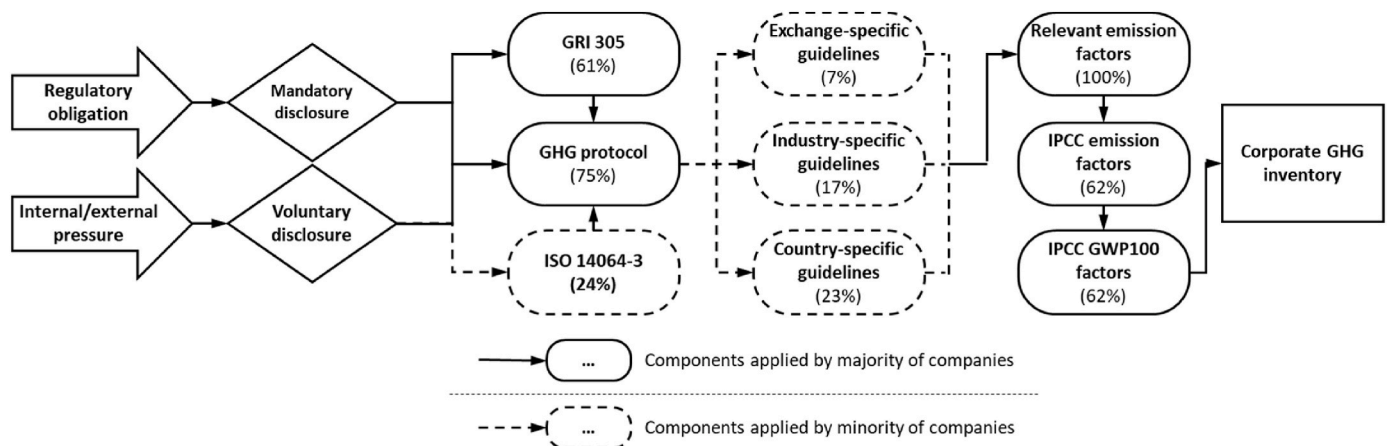 Regulatory
obligation
Mandatory
disclosure
Internal/external
pressure
Voluntary
disclosure
GRI 305
(61%)
GHG protocol
(75%)
ISO 14064-3
(24%)
Exchange-specific
guidelines
(7%)
Industry-specific
guidelines
(17%)
Country-specific
guidelines
(23%)
Relevant emission
factors
(100%)
IPCC emission
factors
(62%)
IPCC GWP100
factors
(62%)
Corporate GHG
inventory
...
Components applied by majority of companies
...
Components applied by minority of companies